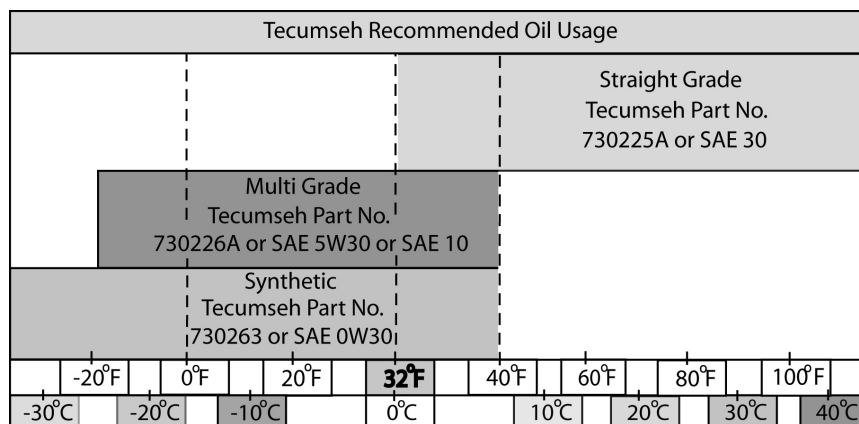 Tecumseh Recommended Oil Usage
Straight Grade
Tecumseh Part No.
730225A or SAE 30
Multi Grade
Tecumseh Part No.
730226A or SAE 5W30 or SAE 10
Synthetic
Tecumseh Part No.
730263 or SAE 0W30
-20°F 0°F 20°F 32°F 40°F 60°F 80°F 100°F
-30°C -20°C -10°C 0°C 10°C 20°C 30°C 40°C